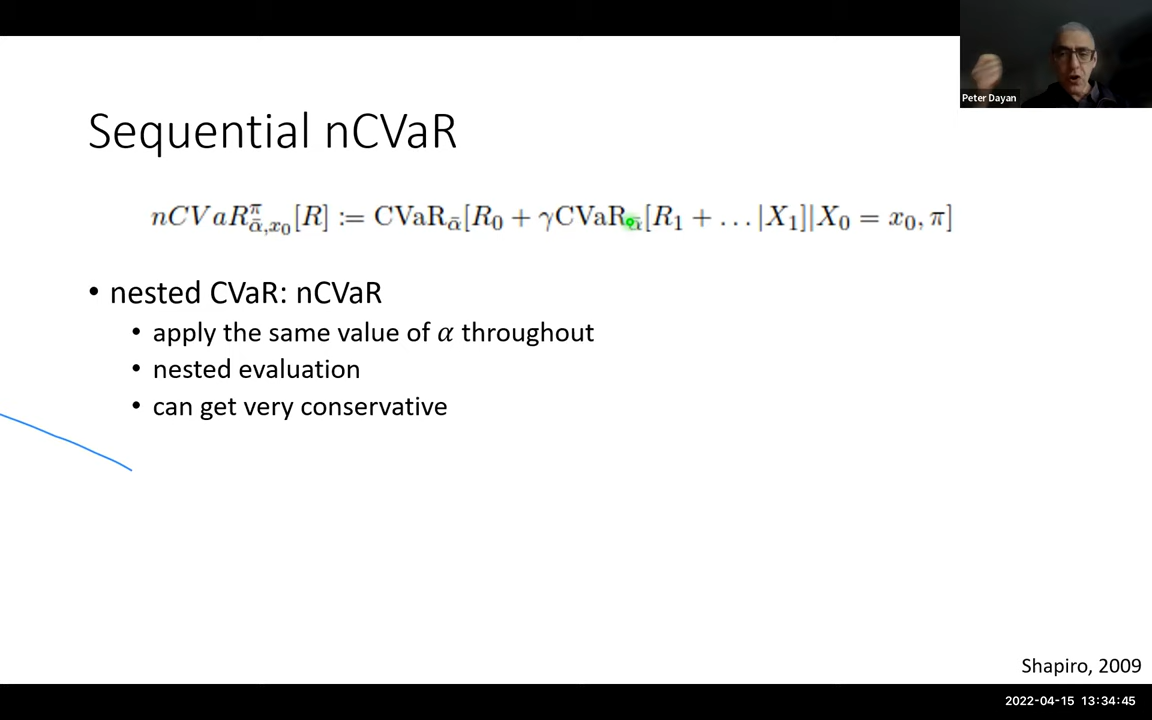 Peter Dayan
Sequential nCVaR
nCVaR^π_{ᾱ,x₀}[R] := CVaR_ᾱ[R₀ + γCVaR_ᾱ[R₁ + … |X₁]|X₀ = x₀, π]
• nested CVaR: nCVaR
• apply the same value of α throughout
• nested evaluation
• can get very conservative
Shapiro, 2009
2022-04-15 13:34:45